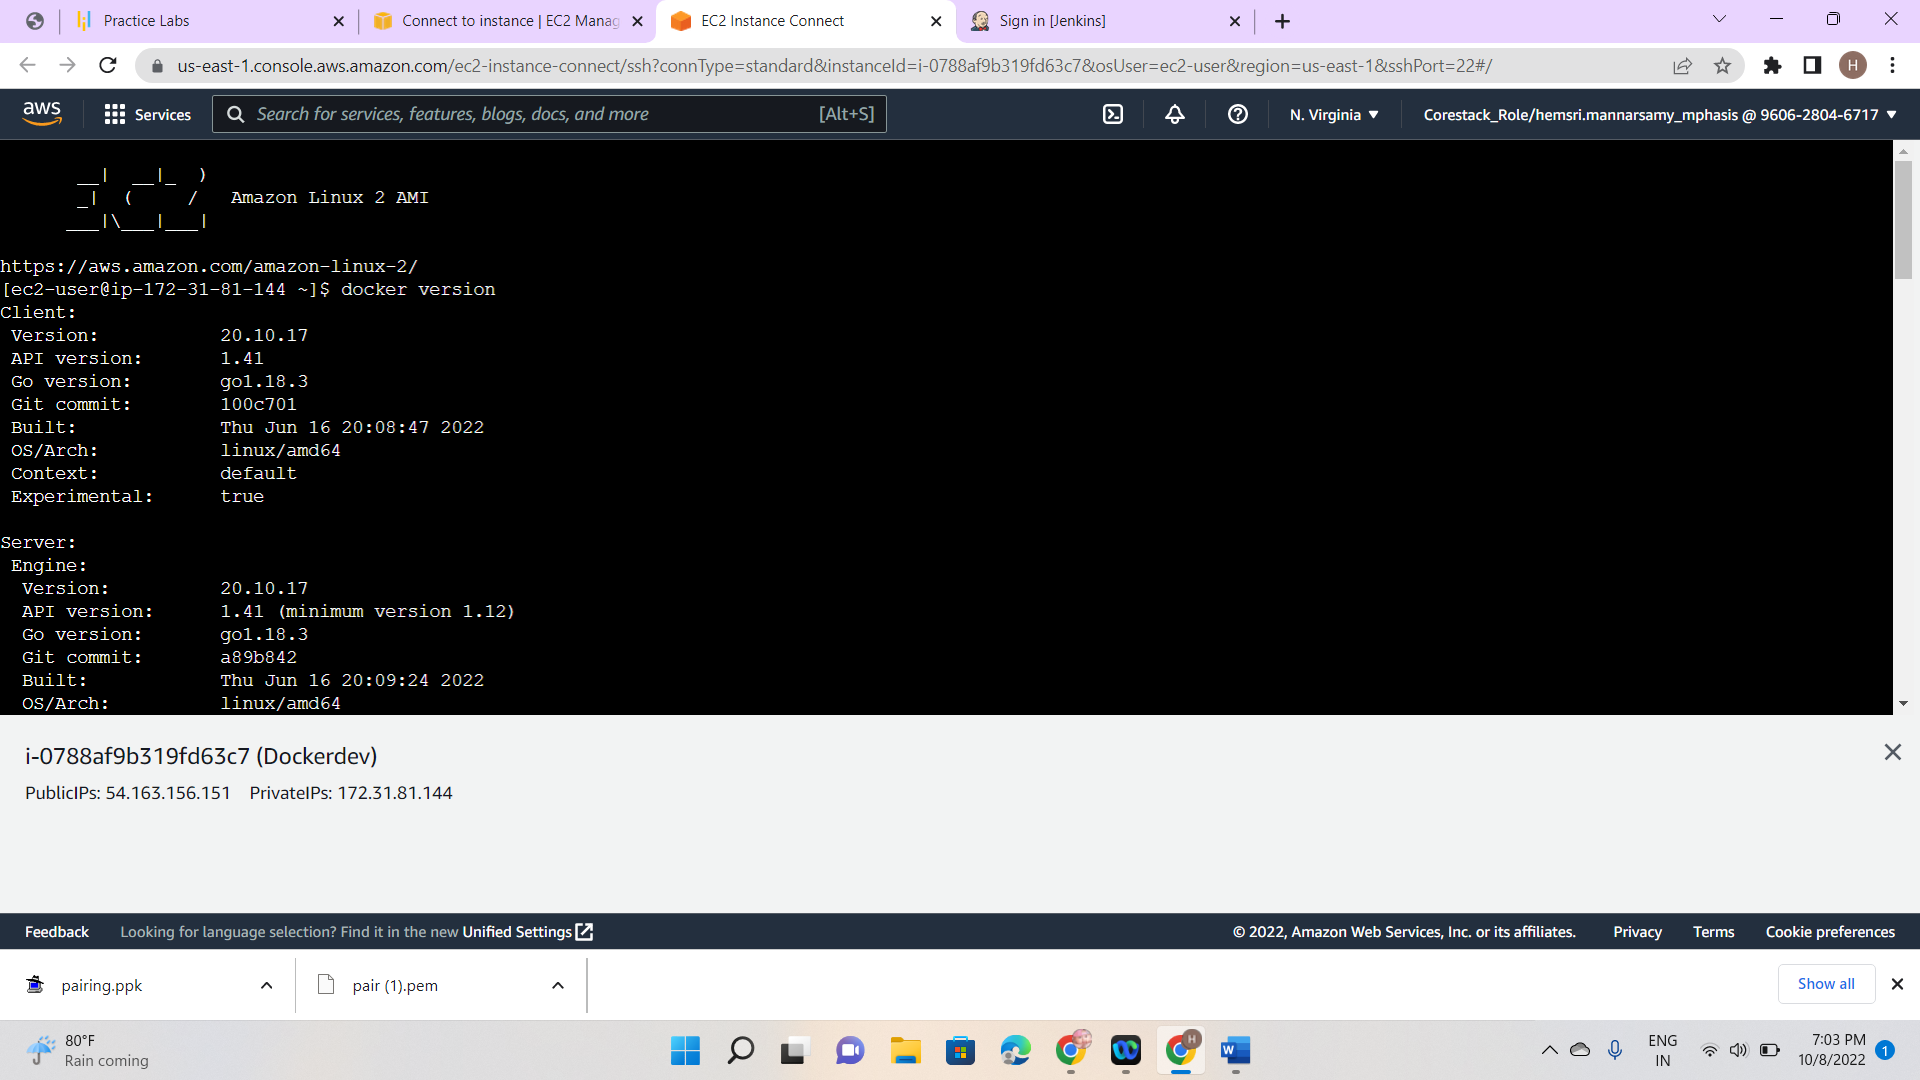 Practice Labs
Connect to instance | EC2 Manag
EC2 Instance Connect
Sign in [Jenkins]
us-east-1.console.aws.amazon.com/ec2-instance-connect/ssh?connType=standard&instanceId=i-0788af9b319fd63c7&osUser=ec2-user&region=us-east-1&sshPort=22#/
H
aws
Services
Search for services, features, blogs, docs, and more
[Alt+S]
N. Virginia
Corestack_Role/hemsri.mannarsamy_mphasis @ 9606-2804-6717
       __|  __|_  )
       _|  (     /   Amazon Linux 2 AMI
      ___|\___|___|
https://aws.amazon.com/amazon-linux-2/
[ec2-user@ip-172-31-81-144 ~]$ docker version
Client:
 Version:           20.10.17
 API version:       1.41
 Go version:        go1.18.3
 Git commit:        100c701
 Built:             Thu Jun 16 20:08:47 2022
 OS/Arch:           linux/amd64
 Context:           default
 Experimental:      true
Server:
 Engine:
  Version:          20.10.17
  API version:      1.41 (minimum version 1.12)
  Go version:       go1.18.3
  Git commit:       a89b842
  Built:            Thu Jun 16 20:09:24 2022
  OS/Arch:          linux/amd64
i-0788af9b319fd63c7 (Dockerdev)
PublicIPs: 54.163.156.151    PrivateIPs: 172.31.81.144
Feedback
Looking for language selection? Find it in the new Unified Settings
© 2022, Amazon Web Services, Inc. or its affiliates.
Privacy
Terms
Cookie preferences
pairing.ppk
pair (1).pem
Show all
80°F
Rain coming
H
W
ENG
IN
7:03 PM
10/8/2022
1